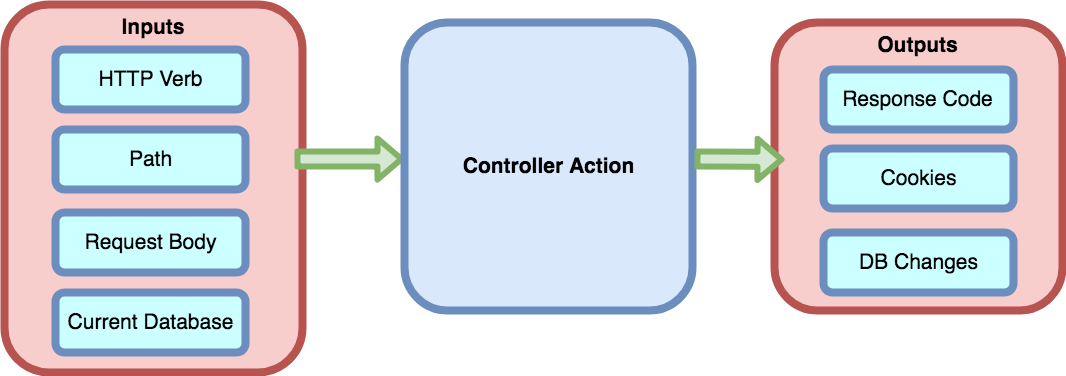 Inputs
HTTP Verb
Path
Request Body
Current Database
Controller Action
Outputs
Response Code
Cookies
DB Changes